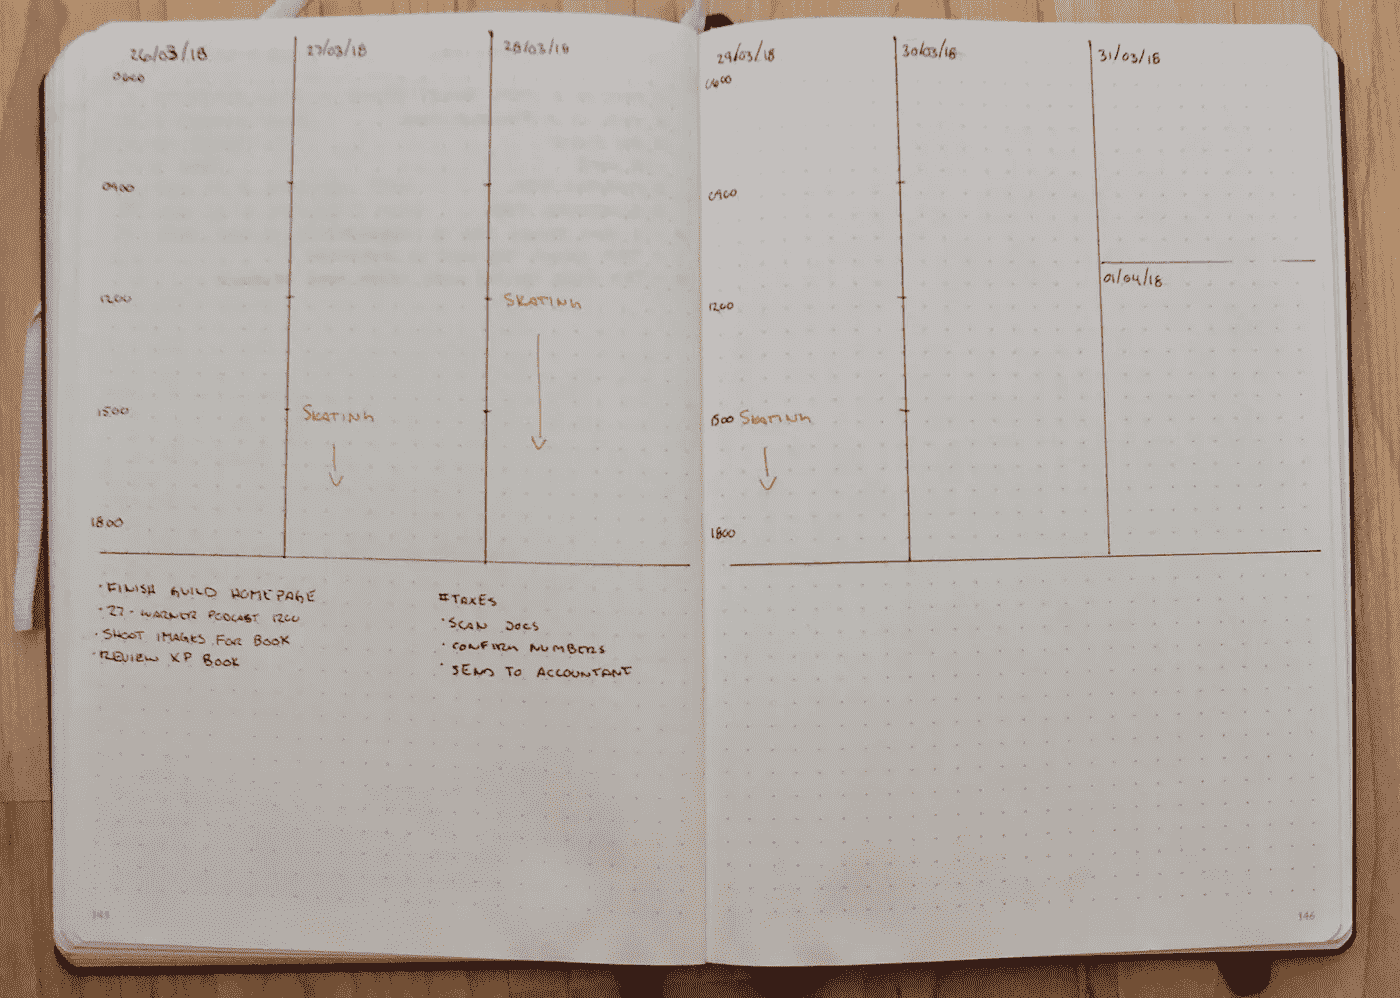 26/03/18
27/03/18
28/03/18
0600
0900
1200
SKATING
1500
SKATING
1800
• FINISH GUILD HOMEPAGE
• 27 - WARNER PODCAST 1200
• SHOOT IMAGES FOR BOOK
• REVIEW XP BOOK
#TAXES
• SCAN DOCS
• CONFIRM NUMBERS
• SEND TO ACCOUNTANT
145
29/03/18
30/03/18
31/03/18
0600
0900
01/04/18
1200
1500 SKATING
1800
146